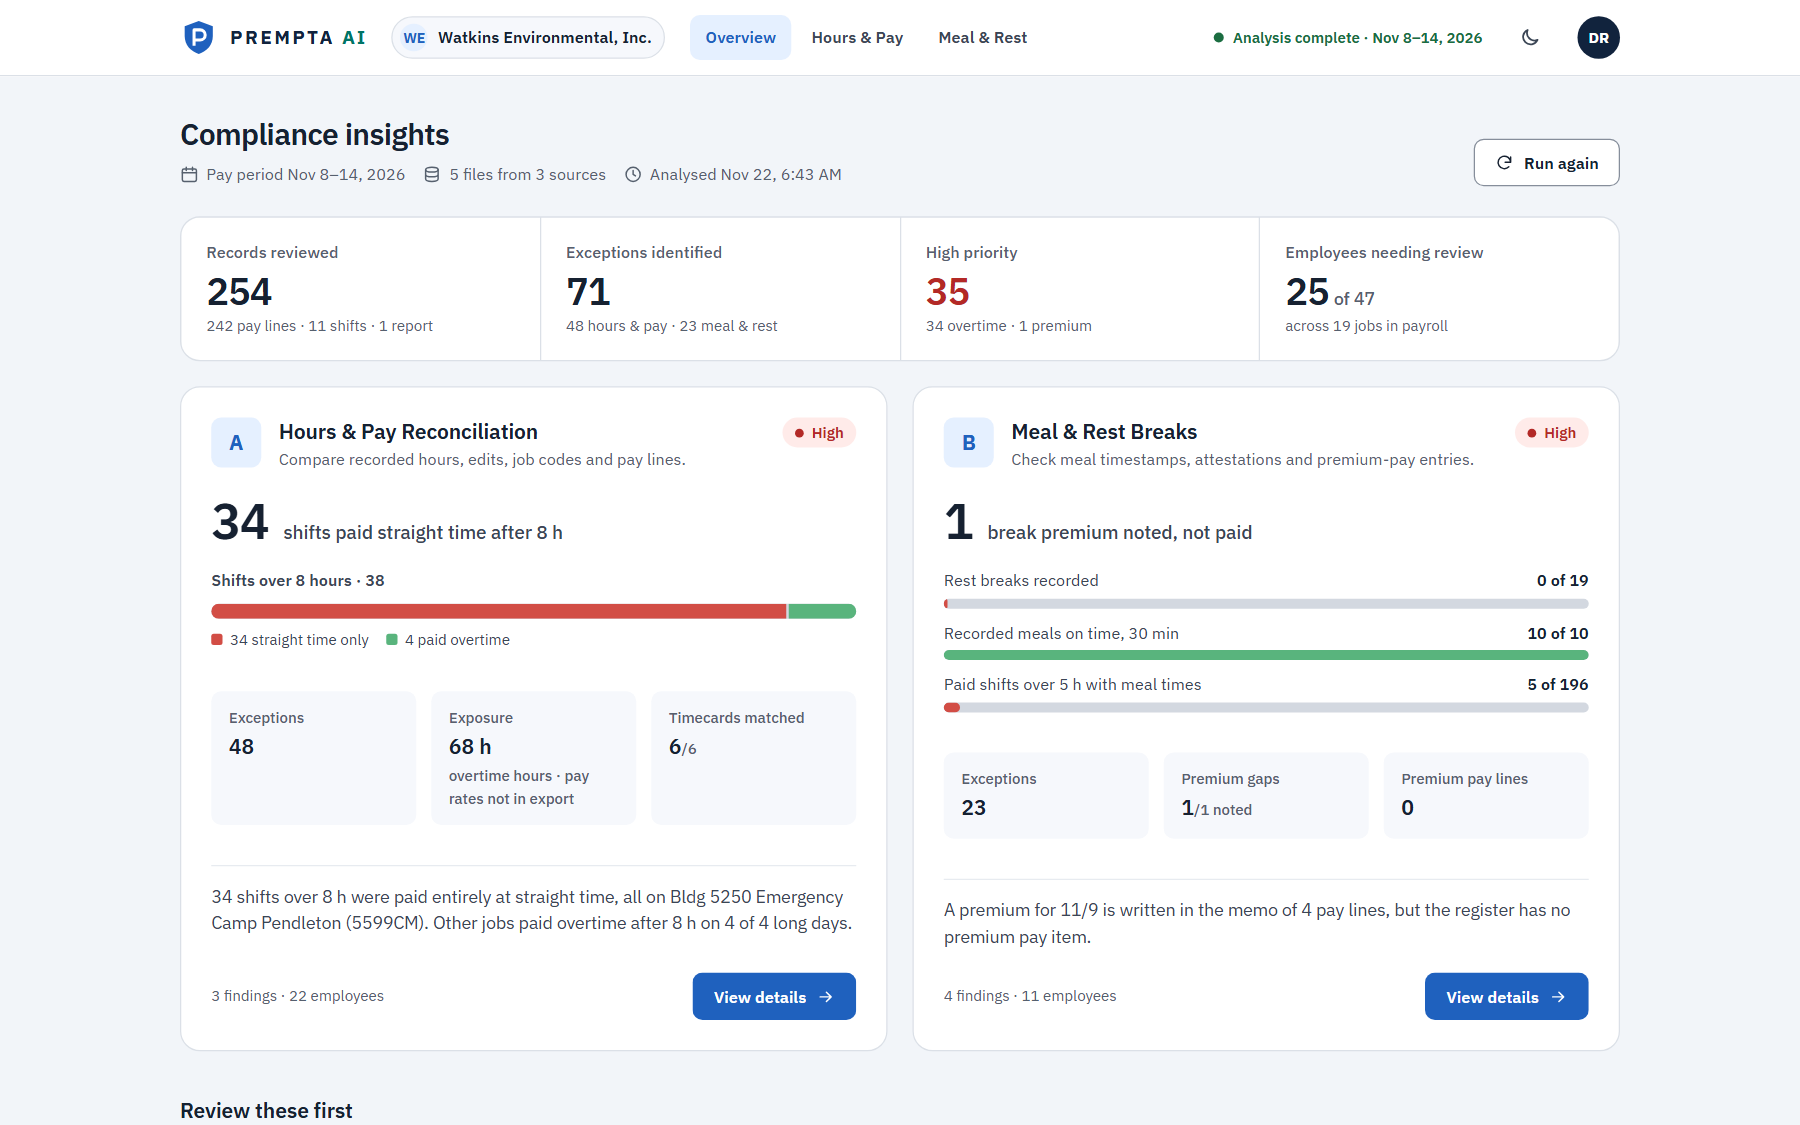 P PREMPTA AI
WE Watkins Environmental, Inc.
Overview
Hours & Pay
Meal & Rest
Analysis complete · Nov 8–14, 2026
DR
Compliance insights
Pay period Nov 8–14, 2026
5 files from 3 sources
Analysed Nov 22, 6:43 AM
Run again
Records reviewed
254
242 pay lines · 11 shifts · 1 report
Exceptions identified
71
48 hours & pay · 23 meal & rest
High priority
35
34 overtime · 1 premium
Employees needing review
25 of 47
across 19 jobs in payroll
A
Hours & Pay Reconciliation
High
Compare recorded hours, edits, job codes and pay lines.
34 shifts paid straight time after 8 h
Shifts over 8 hours · 38
34 straight time only
4 paid overtime
Exceptions
48
Exposure
68 h
overtime hours · pay
rates not in export
Timecards matched
6/6
34 shifts over 8 h were paid entirely at straight time, all on Bldg 5250 Emergency
Camp Pendleton (5599CM). Other jobs paid overtime after 8 h on 4 of 4 long days.
3 findings · 22 employees
View details
B
Meal & Rest Breaks
High
Check meal timestamps, attestations and premium-pay entries.
1 break premium noted, not paid
Rest breaks recorded
0 of 19
Recorded meals on time, 30 min
10 of 10
Paid shifts over 5 h with meal times
5 of 196
Exceptions
23
Premium gaps
1/1 noted
Premium pay lines
0
A premium for 11/9 is written in the memo of 4 pay lines, but the register has no
premium pay item.
4 findings · 11 employees
View details
Review these first